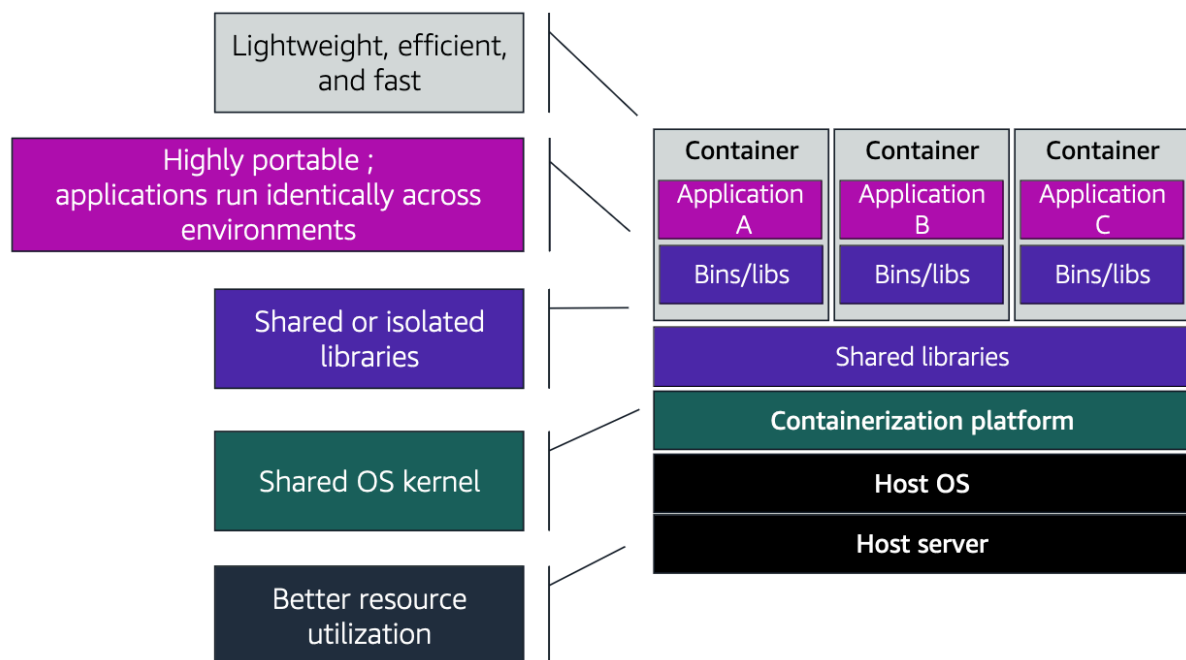 Lightweight, efficient,
and fast
Highly portable ;
applications run identically across
environments
Shared or isolated
libraries
Shared OS kernel
Better resource
utilization
Container
Application
A
Bins/libs
Container
Application
B
Bins/libs
Container
Application
C
Bins/libs
Shared libraries
Containerization platform
Host OS
Host server